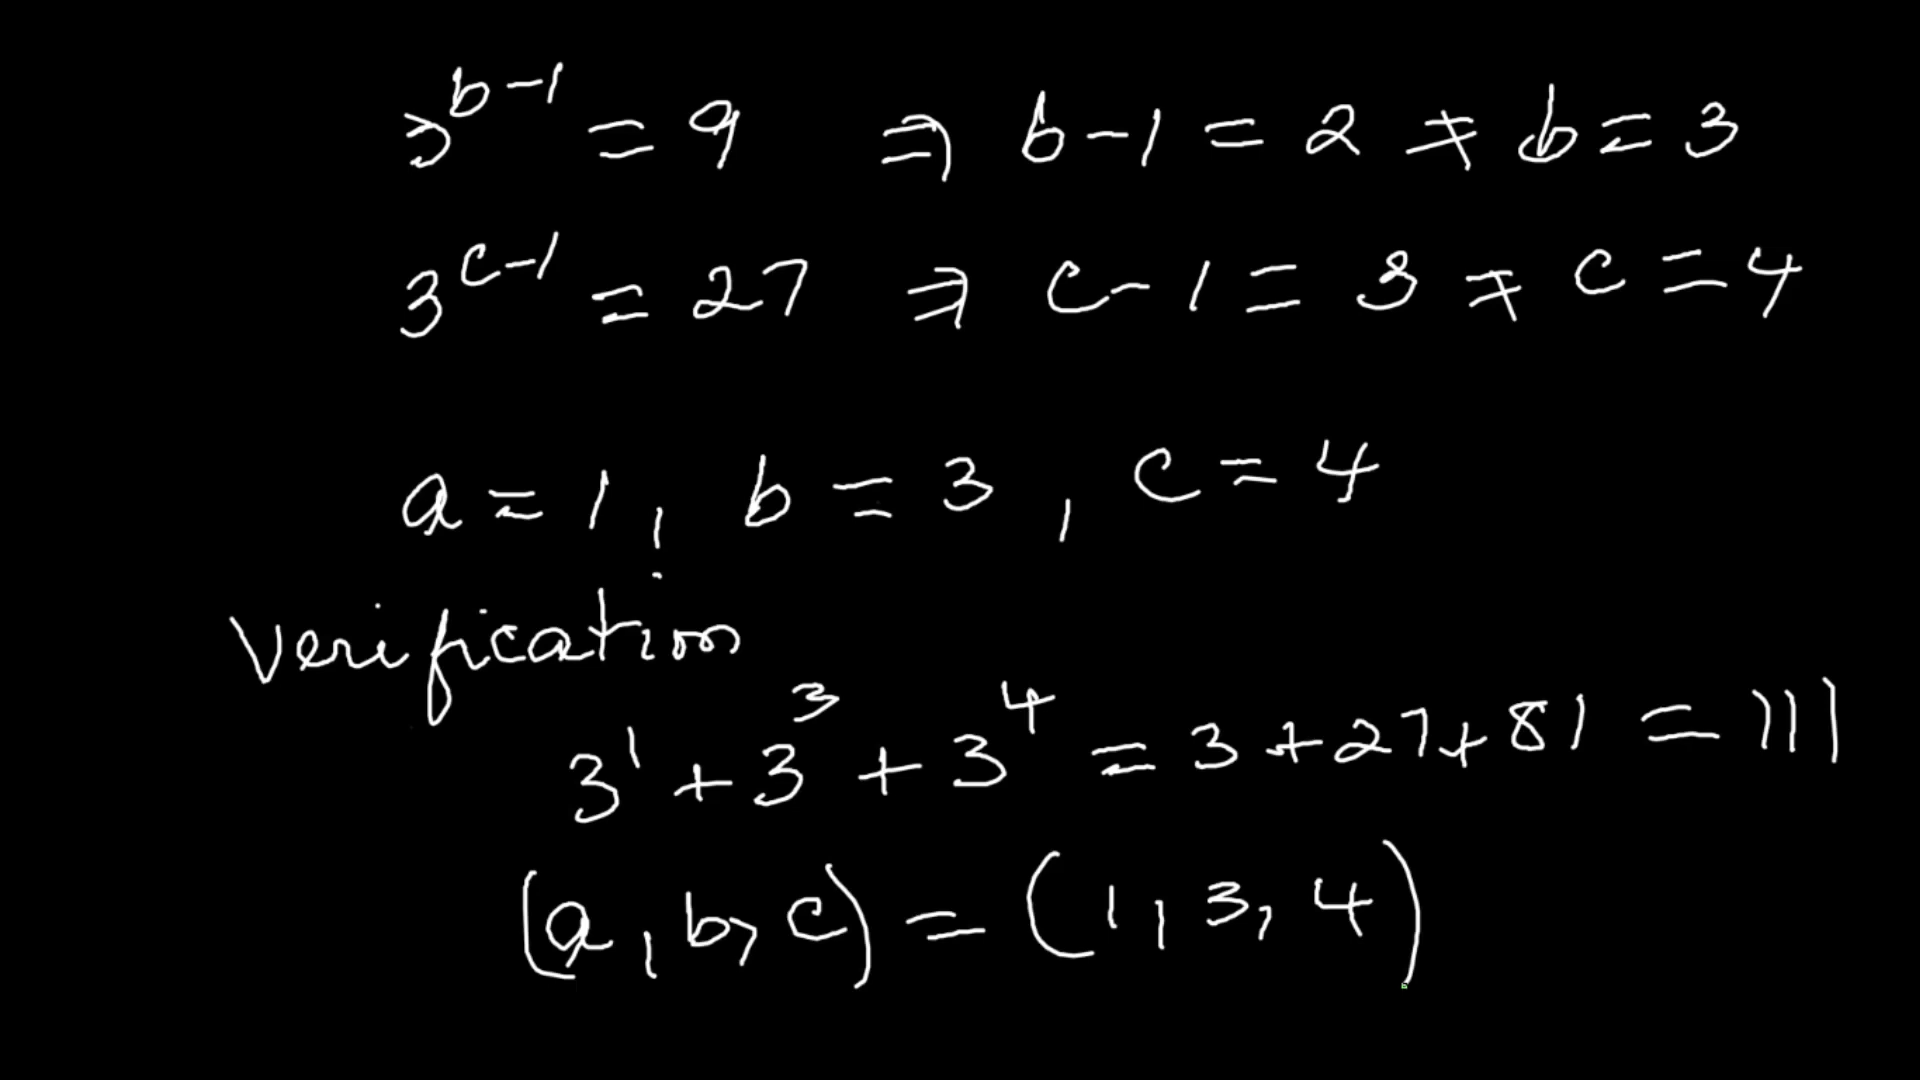 3^{b-1} = 9 ⇒ b-1 = 2 ⇒ b = 3
3^{c-1} = 27 ⇒ c-1 = 3 ⇒ c = 4
a = 1, b = 3, c = 4
Verification
3^1 + 3^3 + 3^4 = 3 + 27 + 81 = 111
(a, b, c) = (1, 3, 4)